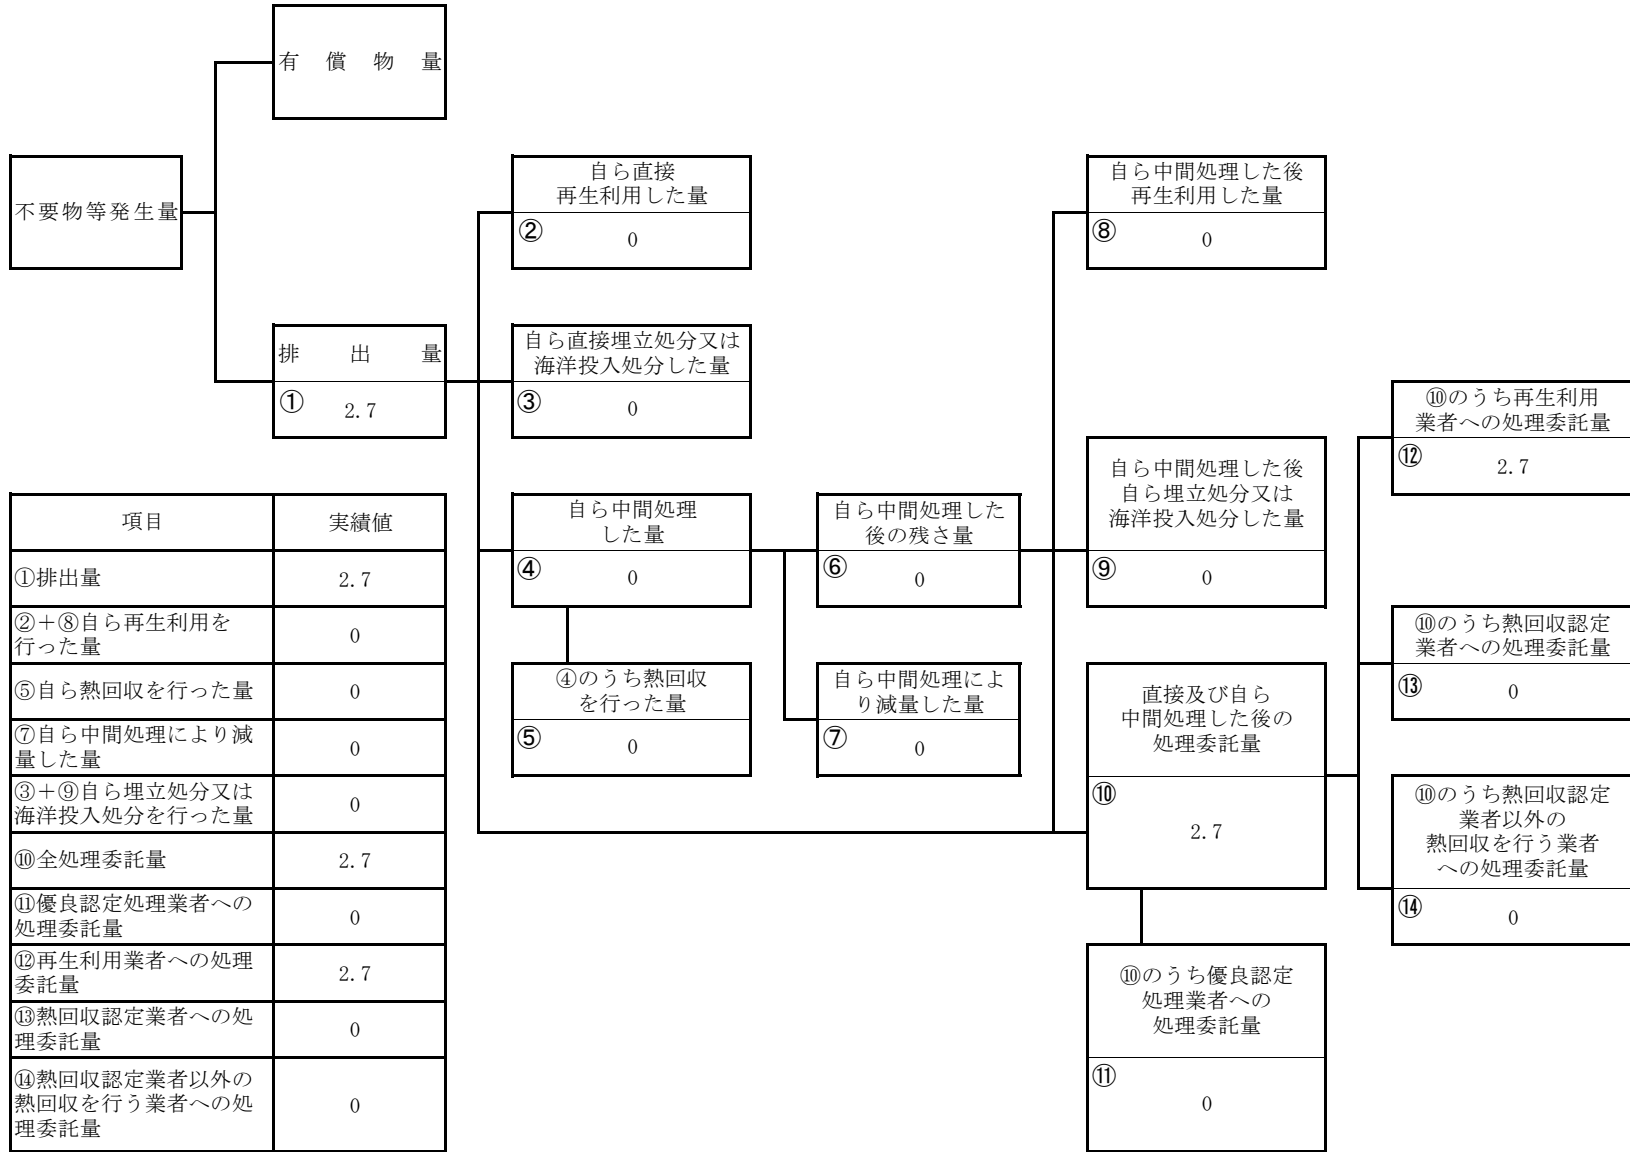 有償物量
不要物等発生量
自ら直接
再生利用した量
② 0
自ら中間処理した後
再生利用した量
⑧ 0
排出量
① 2.7
自ら直接埋立処分又は
海洋投入処分した量
③ 0
⑩のうち再生利用
業者への処理委託量
⑫ 2.7
自ら中間処理
した量
④ 0
自ら中間処理した
後の残さ量
⑥ 0
自ら中間処理した後
自ら埋立処分又は
海洋投入処分した量
⑨ 0
④のうち熱回収
を行った量
⑤ 0
自ら中間処理によ
り減量した量
⑦ 0
直接及び自ら
中間処理した後の
処理委託量
⑩
2.7
⑩のうち熱回収認定
業者への処理委託量
⑬ 0
⑩のうち熱回収認定
業者以外の
熱回収を行う業者
への処理委託量
⑭ 0
⑩のうち優良認定
処理業者への
処理委託量
⑪
0
項目 実績値
①排出量 2.7
②+⑧自ら再生利用を
行った量 0
⑤自ら熱回収を行った量 0
⑦自ら中間処理により減
量した量 0
③+⑨自ら埋立処分又は
海洋投入処分を行った量 0
⑩全処理委託量 2.7
⑪優良認定処理業者への
処理委託量 0
⑫再生利用業者への処理
委託量 2.7
⑬熱回収認定業者への処
理委託量 0
⑭熱回収認定業者以外の
熱回収を行う業者への処
理委託量 0